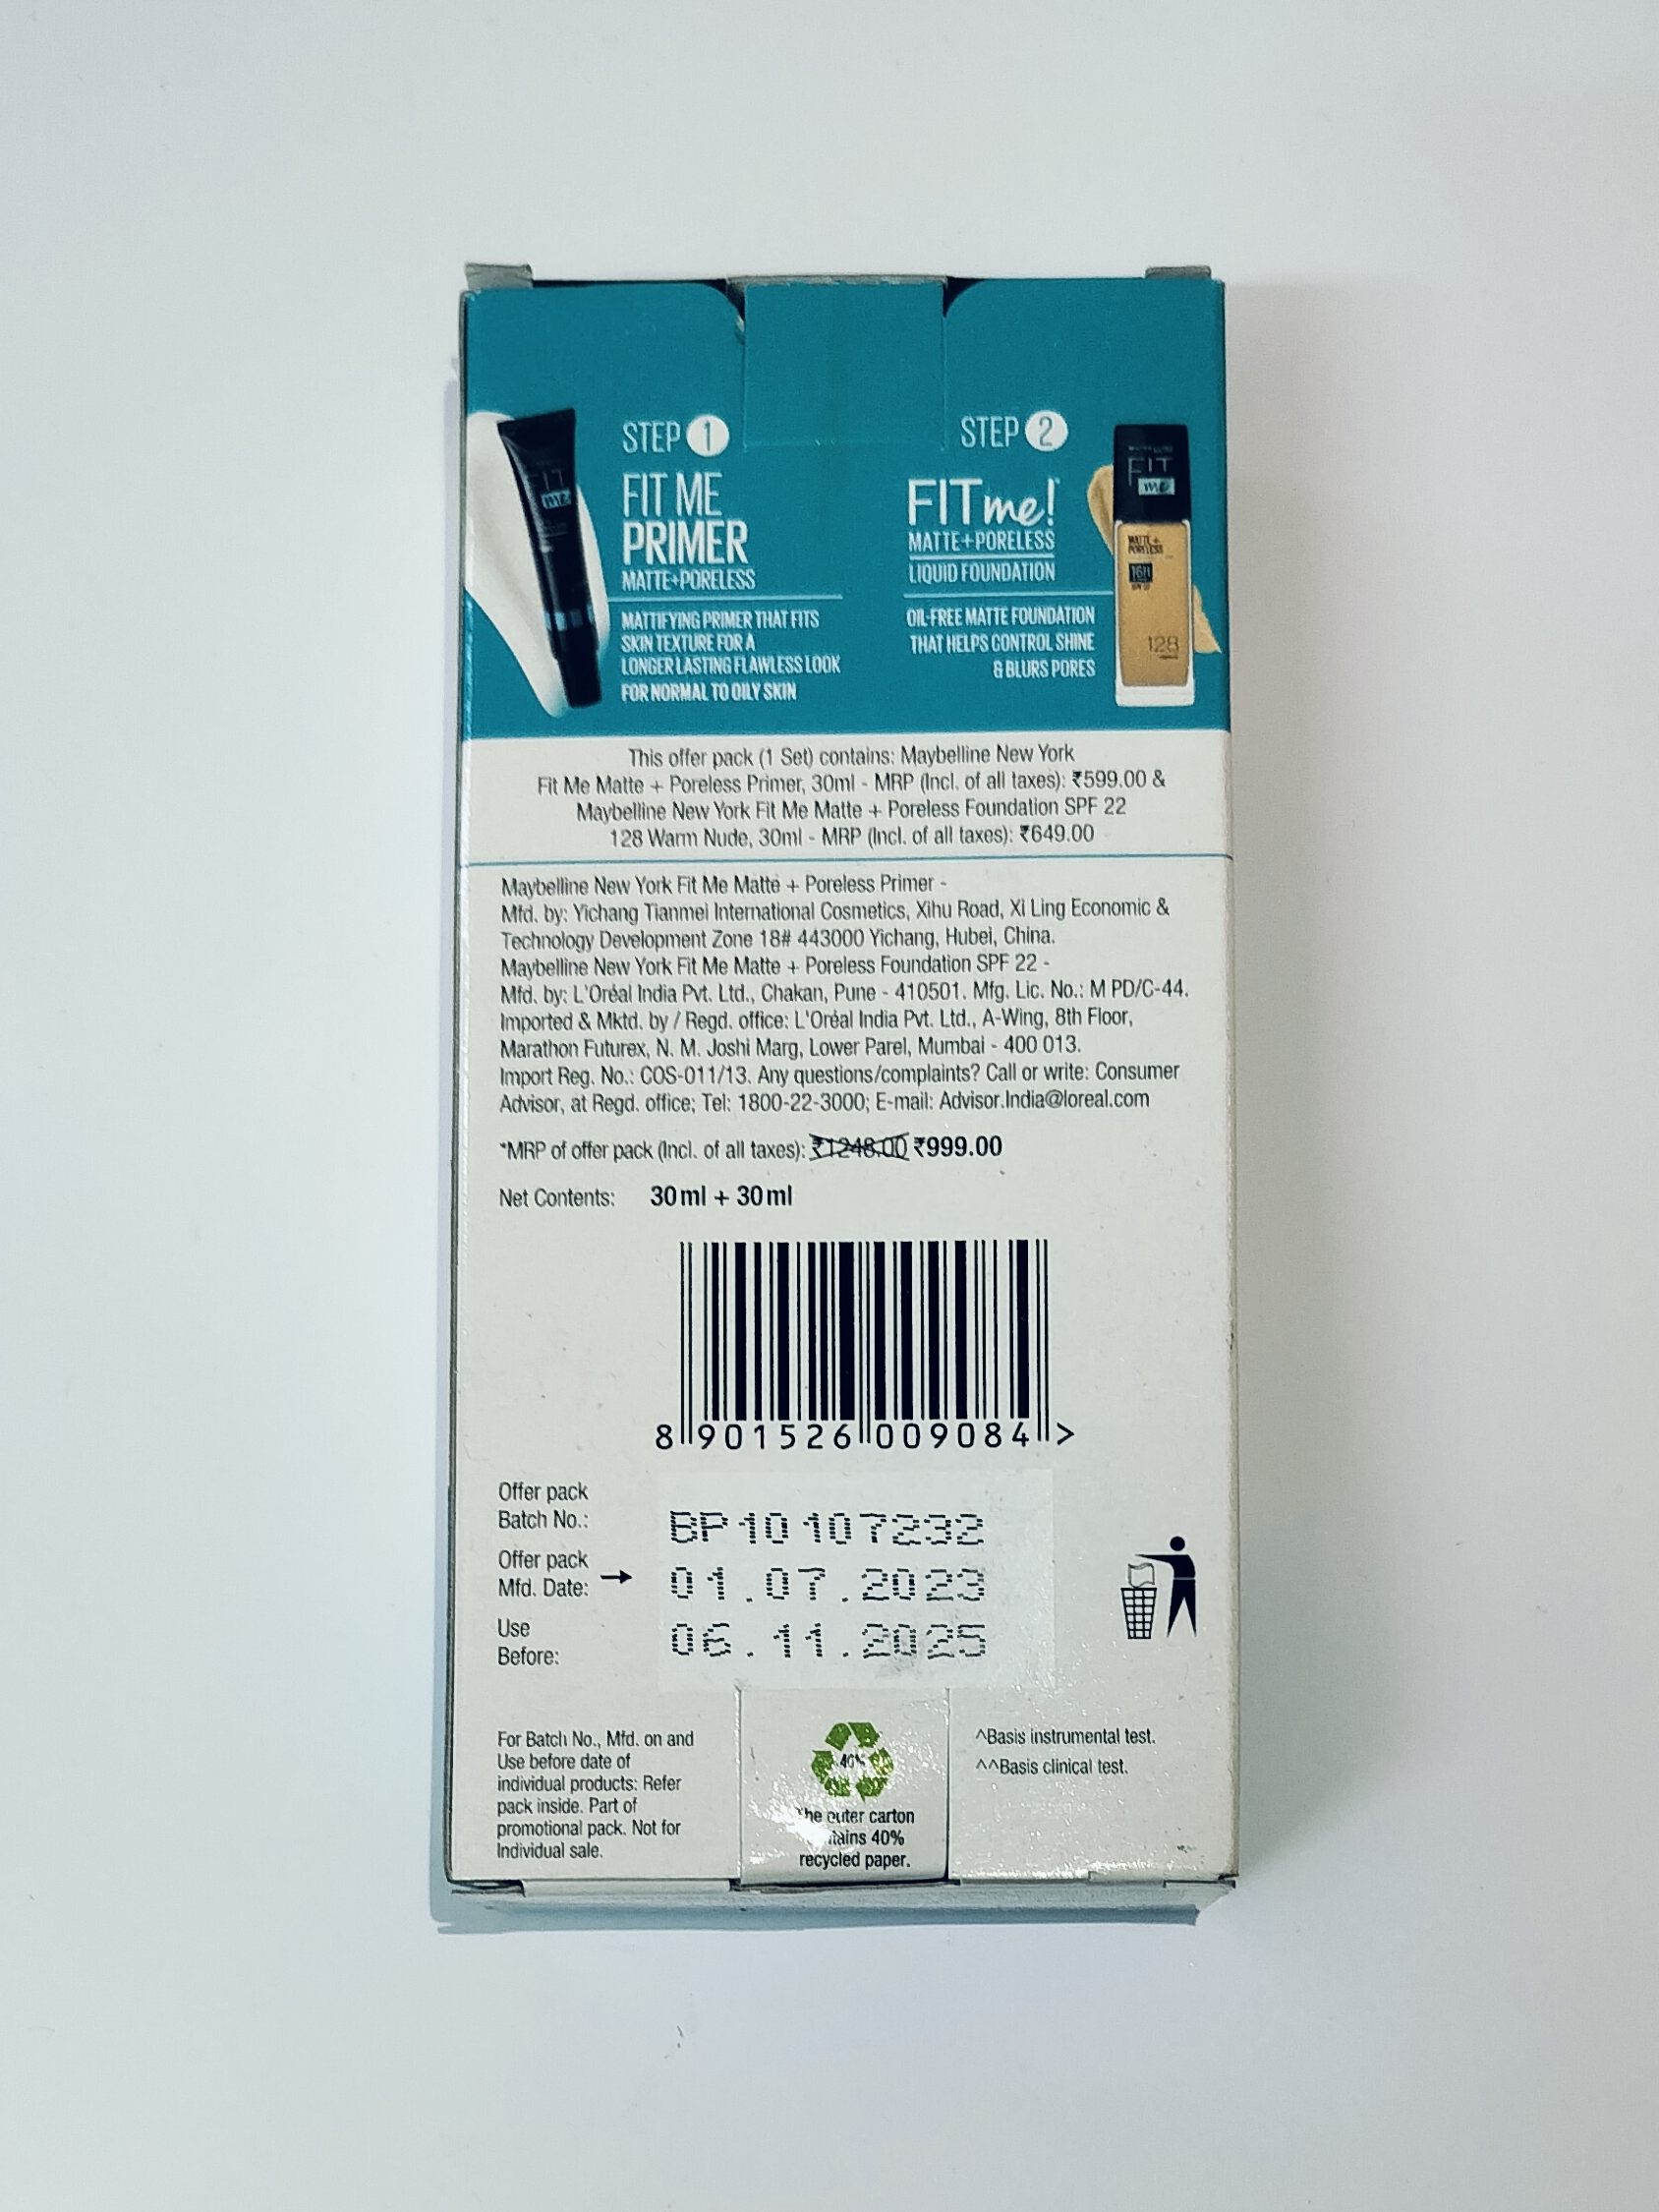 STEP 1
FIT ME
PRIMER
MATTE+PORELESS
MATTIFYING PRIMER THAT FITS
SKIN TEXTURE FOR A
LONGER LASTING FLAWLESS LOOK
FOR NORMAL TO OILY SKIN
FIT
me
STEP 2
FIT me!
MATTE+PORELESS
LIQUID FOUNDATION
OIL-FREE MATTE FOUNDATION
THAT HELPS CONTROL SHINE
& BLURS PORES
FIT
me
MATTE +
PORELESS
16H
128
This offer pack (1 Set) contains: Maybelline New York
Fit Me Matte + Poreless Primer, 30ml - MRP (Incl. of all taxes): ₹599.00 &
Maybelline New York Fit Me Matte + Poreless Foundation SPF 22
128 Warm Nude, 30ml - MRP (Incl. of all taxes): ₹649.00
Maybelline New York Fit Me Matte + Poreless Primer -
Mfd. by: Yichang Tianmei International Cosmetics, Xihu Road, Xi Ling Economic &
Technology Development Zone 18# 443000 Yichang, Hubei, China.
Maybelline New York Fit Me Matte + Poreless Foundation SPF 22 -
Mfd. by: L'Oréal India Pvt. Ltd., Chakan, Pune - 410501. Mfg. Lic. No.: M PD/C-44.
Imported & Mktd. by / Regd. office: L'Oréal India Pvt. Ltd., A-Wing, 8th Floor,
Marathon Futurex, N. M. Joshi Marg, Lower Parel, Mumbai - 400 013.
Import Reg. No.: COS-011/13. Any questions/complaints? Call or write: Consumer
Advisor, at Regd. office; Tel: 1800-22-3000; E-mail: Advisor.India@loreal.com
*MRP of offer pack (Incl. of all taxes): ₹1248.00 ₹999.00
Net Contents: 30ml + 30ml
8 901526 009084 >
Offer pack
Batch No.: BP10107232
Offer pack
Mfd. Date: → 01.07.2023
Use
Before: 06.11.2025
For Batch No., Mfd. on and
Use before date of
individual products: Refer
pack inside. Part of
promotional pack. Not for
Individual sale.
40%
outer carton
40%
recycled paper.
^Basis instrumental test.
^^Basis clinical test.